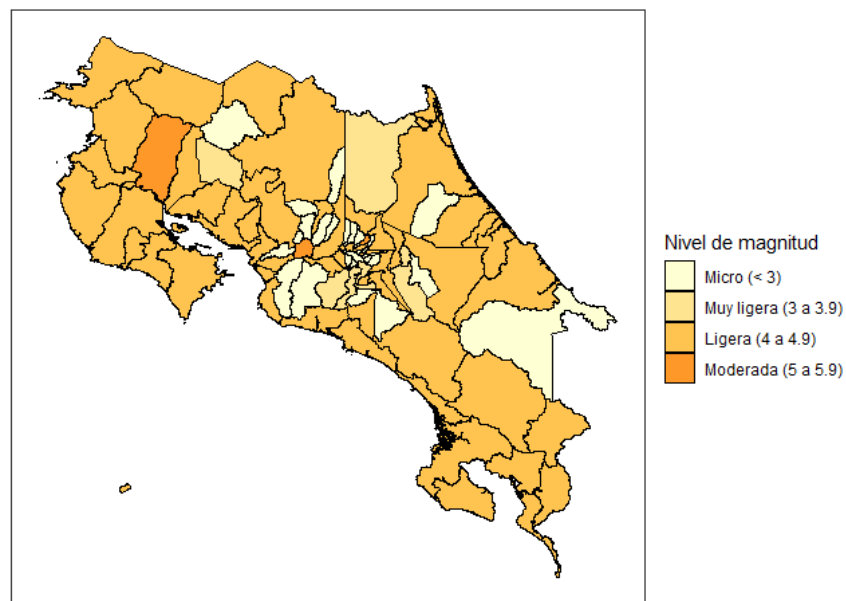 Nivel de magnitud
Micro (< 3)
Muy ligera (3 a 3.9)
Ligera (4 a 4.9)
Moderada (5 a 5.9)